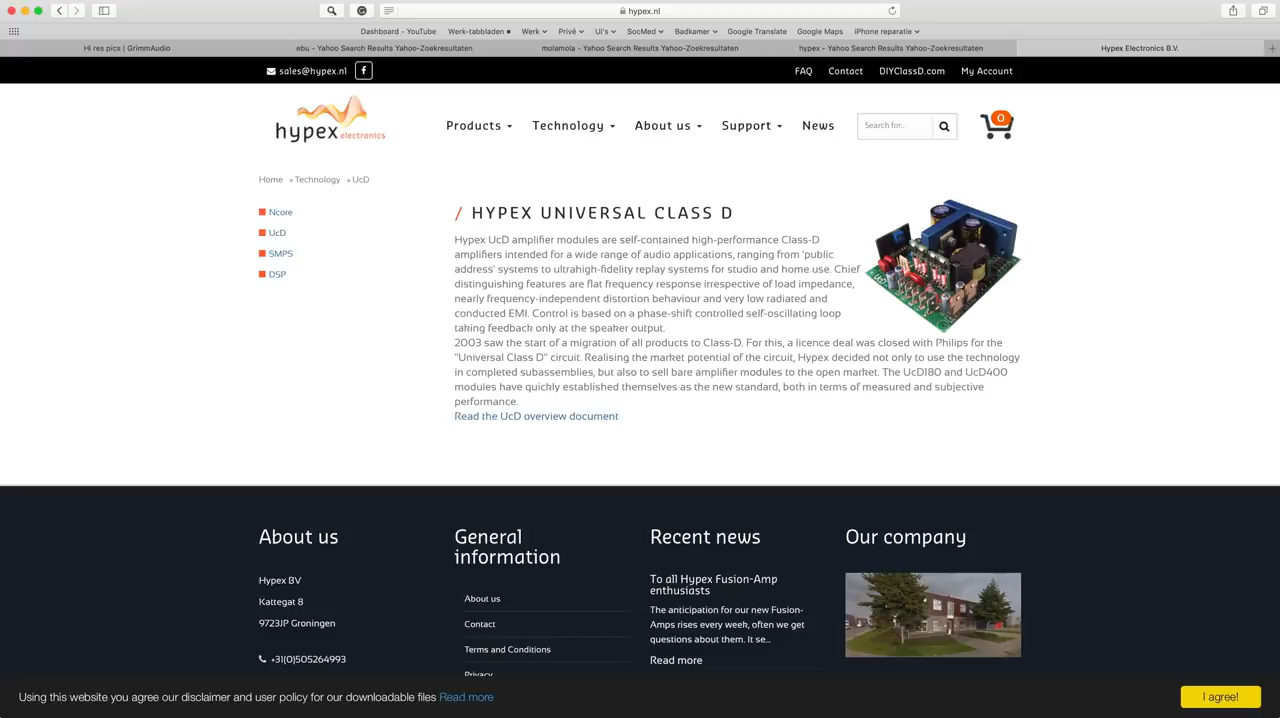 hypex.nl
Dashboard - YouTube Werk-tabbladen Werk Privé UI's SocMed Badkamer Google Translate Google Maps iPhone reparatie
Hi res pics | GrimmAudio ebu - Yahoo Search Results Yahoo-Zoekresultaten molamola - Yahoo Search Results Yahoo-Zoekresultaten hypex - Yahoo Search Results Yahoo-Zoekresultaten Hypex Electronics B.V.
sales@hypex.nl FAQ Contact DIYClassD.com My Account
hypex electronics
Products Technology About us Support News Search for.. 0
Home » Technology » UcD
Ncore
UcD
SMPS
DSP
/ HYPEX UNIVERSAL CLASS D
Hypex UcD amplifier modules are self-contained high-performance Class-D
amplifiers intended for a wide range of audio applications, ranging from 'public
address' systems to ultrahigh-fidelity replay systems for studio and home use. Chief
distinguishing features are flat frequency response irrespective of load impedance,
nearly frequency-independent distortion behaviour and very low radiated and
conducted EMI. Control is based on a phase-shift controlled self-oscillating loop
taking feedback only at the speaker output.
2003 saw the start of a migration of all products to Class-D. For this, a licence deal was closed with Philips for the
"Universal Class D" circuit. Realising the market potential of the circuit, Hypex decided not only to use the technology
in completed subassemblies, but also to sell bare amplifier modules to the open market. The UcD180 and UcD400
modules have quickly established themselves as the new standard, both in terms of measured and subjective
performance.
Read the UcD overview document
About us
Hypex BV
Kattegat 8
9723JP Groningen
+31(0)505264993
General
information
About us
Contact
Terms and Conditions
Privacy
Recent news
To all Hypex Fusion-Amp
enthusiasts
The anticipation for our new Fusion-
Amps rises every week, often we get
questions about them. It se...
Read more
Our company
Using this website you agree our disclaimer and user policy for our downloadable files Read more
I agree!